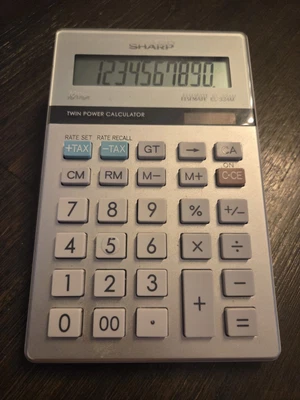 SHARP
1234567890
TWIN POWER CALCULATOR
RATE SET RATE RECALL
+TAX −TAX GT → :A
ON
CM RM M− M+ C·CE
7 8 9 % +/−
4 5 6 × ÷
1 2 3 + −
0 00 · =